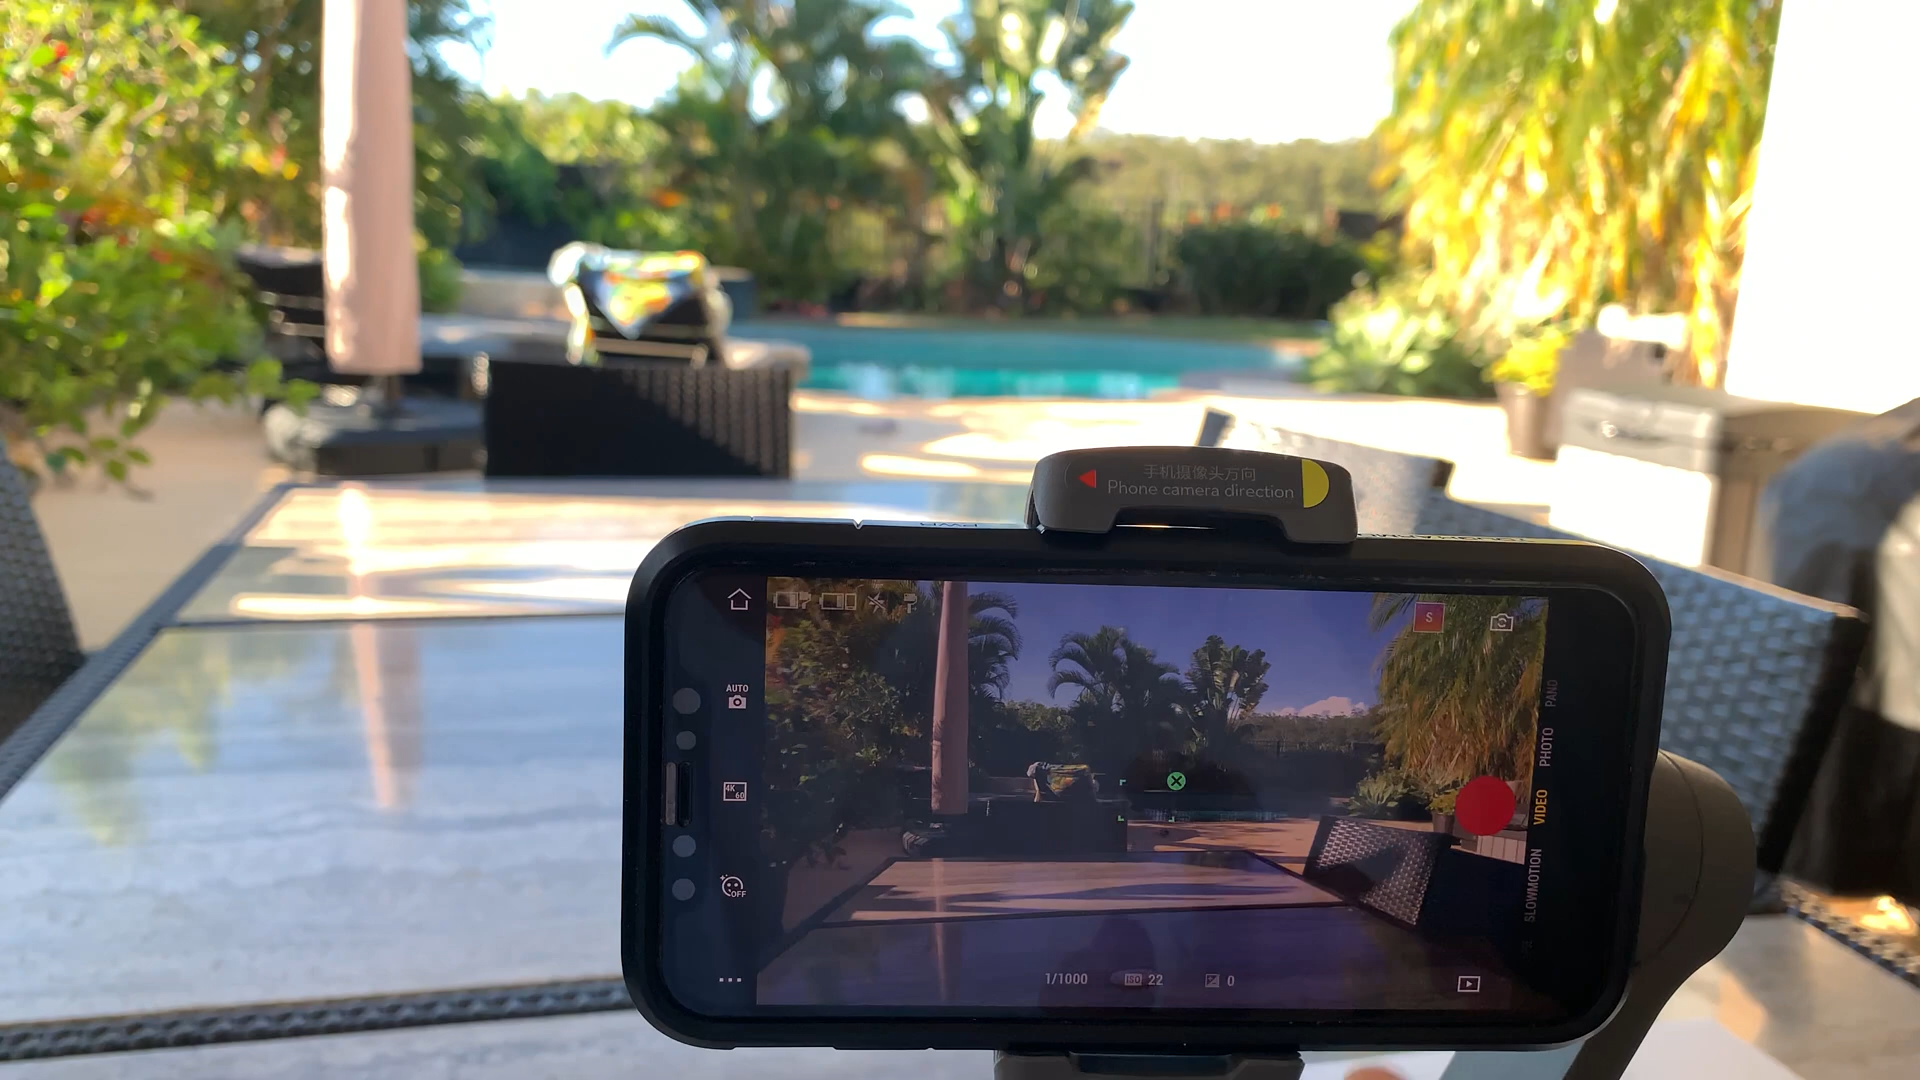 手机摄像头方向
Phone camera direction
PWR
S
AUTO
4K
60
OFF
PANO
PHOTO
VIDEO
SLOWMOTION
1/1000
ISO 22
0